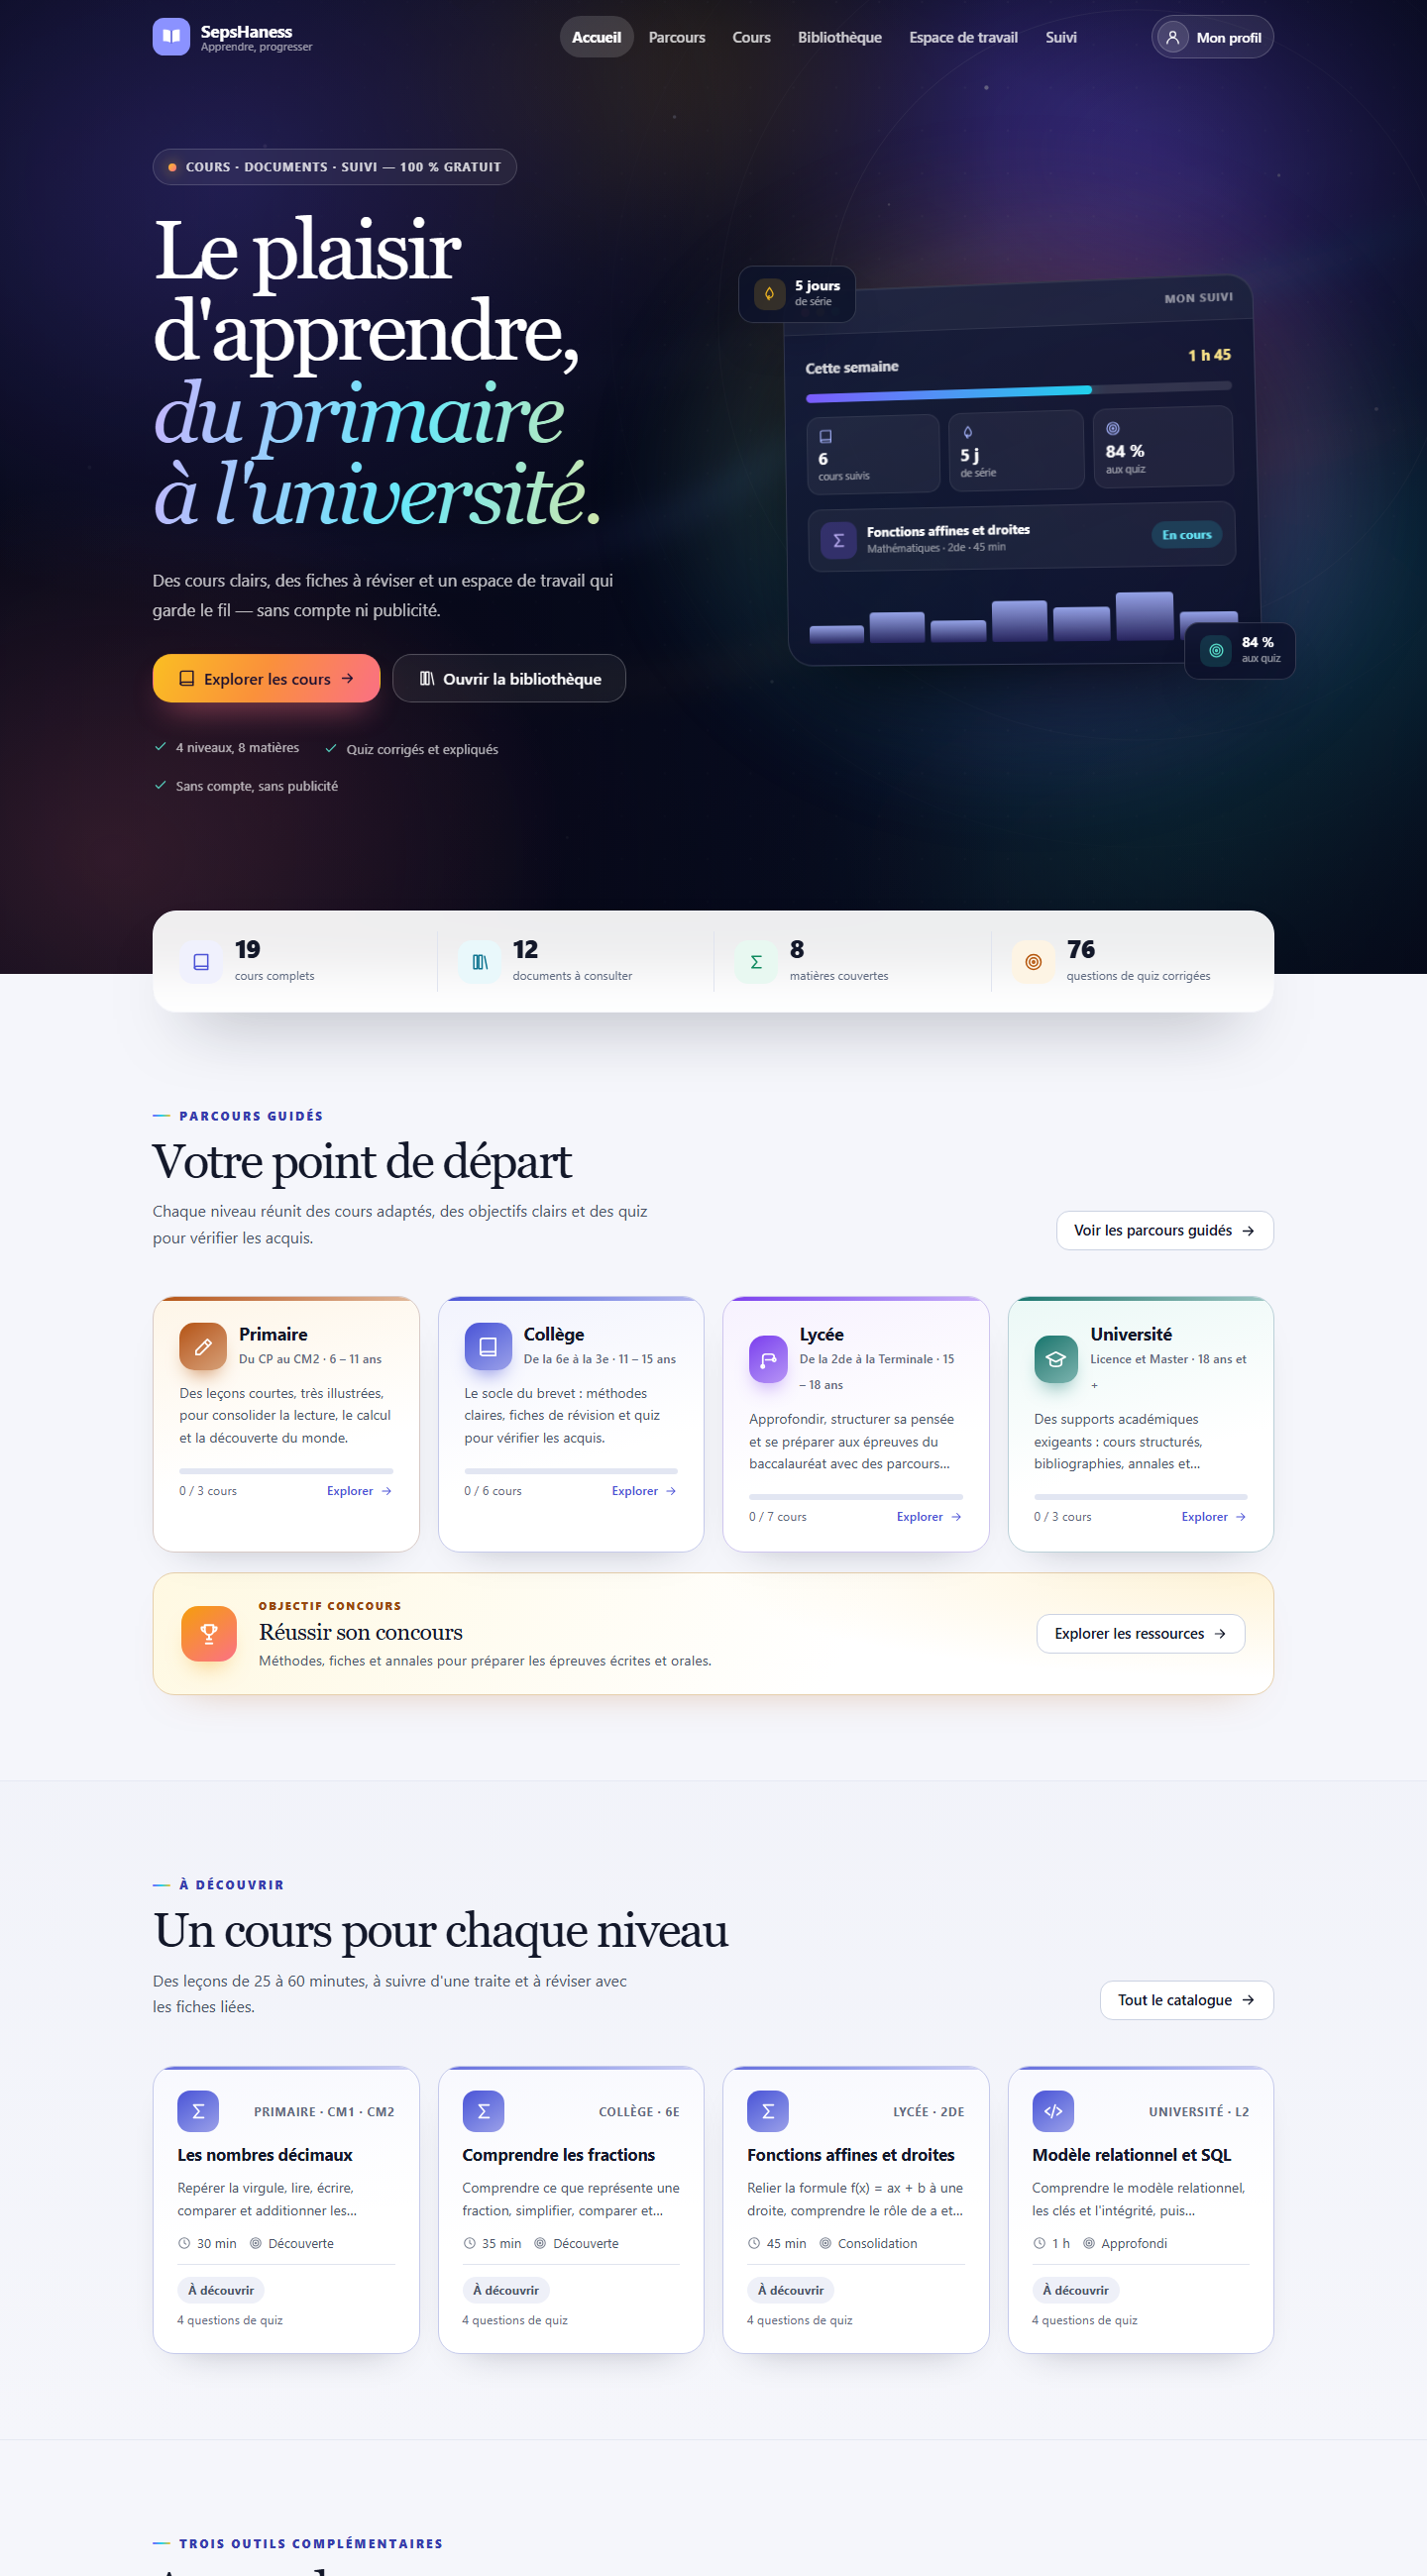 SepsHaness
Apprendre, progresser
Accueil
Parcours
Cours
Bibliothèque
Espace de travail
Suivi
Mon profil
COURS · DOCUMENTS · SUIVI — 100 % GRATUIT
Le plaisir
d'apprendre,
du primaire
à l'université.
Des cours clairs, des fiches à réviser et un espace de travail qui
garde le fil — sans compte ni publicité.
Explorer les cours →
Ouvrir la bibliothèque
4 niveaux, 8 matières
Quiz corrigés et expliqués
Sans compte, sans publicité
5 jours
de série
MON SUIVI
Cette semaine
1 h 45
6
cours suivis
5 j
de série
84 %
aux quiz
Fonctions affines et droites
Mathématiques · 2de · 45 min
En cours
84 %
aux quiz
19
cours complets
12
documents à consulter
8
matières couvertes
76
questions de quiz corrigées
PARCOURS GUIDÉS
Votre point de départ
Chaque niveau réunit des cours adaptés, des objectifs clairs et des quiz
pour vérifier les acquis.
Voir les parcours guidés →
Primaire
Du CP au CM2 · 6 – 11 ans
Des leçons courtes, très illustrées,
pour consolider la lecture, le calcul
et la découverte du monde.
0 / 3 cours
Explorer →
Collège
De la 6e à la 3e · 11 – 15 ans
Le socle du brevet : méthodes
claires, fiches de révision et quiz
pour vérifier les acquis.
0 / 6 cours
Explorer →
Lycée
De la 2de à la Terminale · 15
– 18 ans
Approfondir, structurer sa pensée
et se préparer aux épreuves du
baccalauréat avec des parcours...
0 / 7 cours
Explorer →
Université
Licence et Master · 18 ans et
+
Des supports académiques
exigeants : cours structurés,
bibliographies, annales et...
0 / 3 cours
Explorer →
OBJECTIF CONCOURS
Réussir son concours
Méthodes, fiches et annales pour préparer les épreuves écrites et orales.
Explorer les ressources →
À DÉCOUVRIR
Un cours pour chaque niveau
Des leçons de 25 à 60 minutes, à suivre d'une traite et à réviser avec
les fiches liées.
Tout le catalogue →
PRIMAIRE · CM1 · CM2
Les nombres décimaux
Repérer la virgule, lire, écrire,
comparer et additionner les...
30 min
Découverte
À découvrir
4 questions de quiz
COLLÈGE · 6E
Comprendre les fractions
Comprendre ce que représente une
fraction, simplifier, comparer et...
35 min
Découverte
À découvrir
4 questions de quiz
LYCÉE · 2DE
Fonctions affines et droites
Relier la formule f(x) = ax + b à une
droite, comprendre le rôle de a et...
45 min
Consolidation
À découvrir
4 questions de quiz
UNIVERSITÉ · L2
Modèle relationnel et SQL
Comprendre le modèle relationnel,
les clés et l'intégrité, puis...
1 h
Approfondi
À découvrir
4 questions de quiz
TROIS OUTILS COMPLÉMENTAIRES